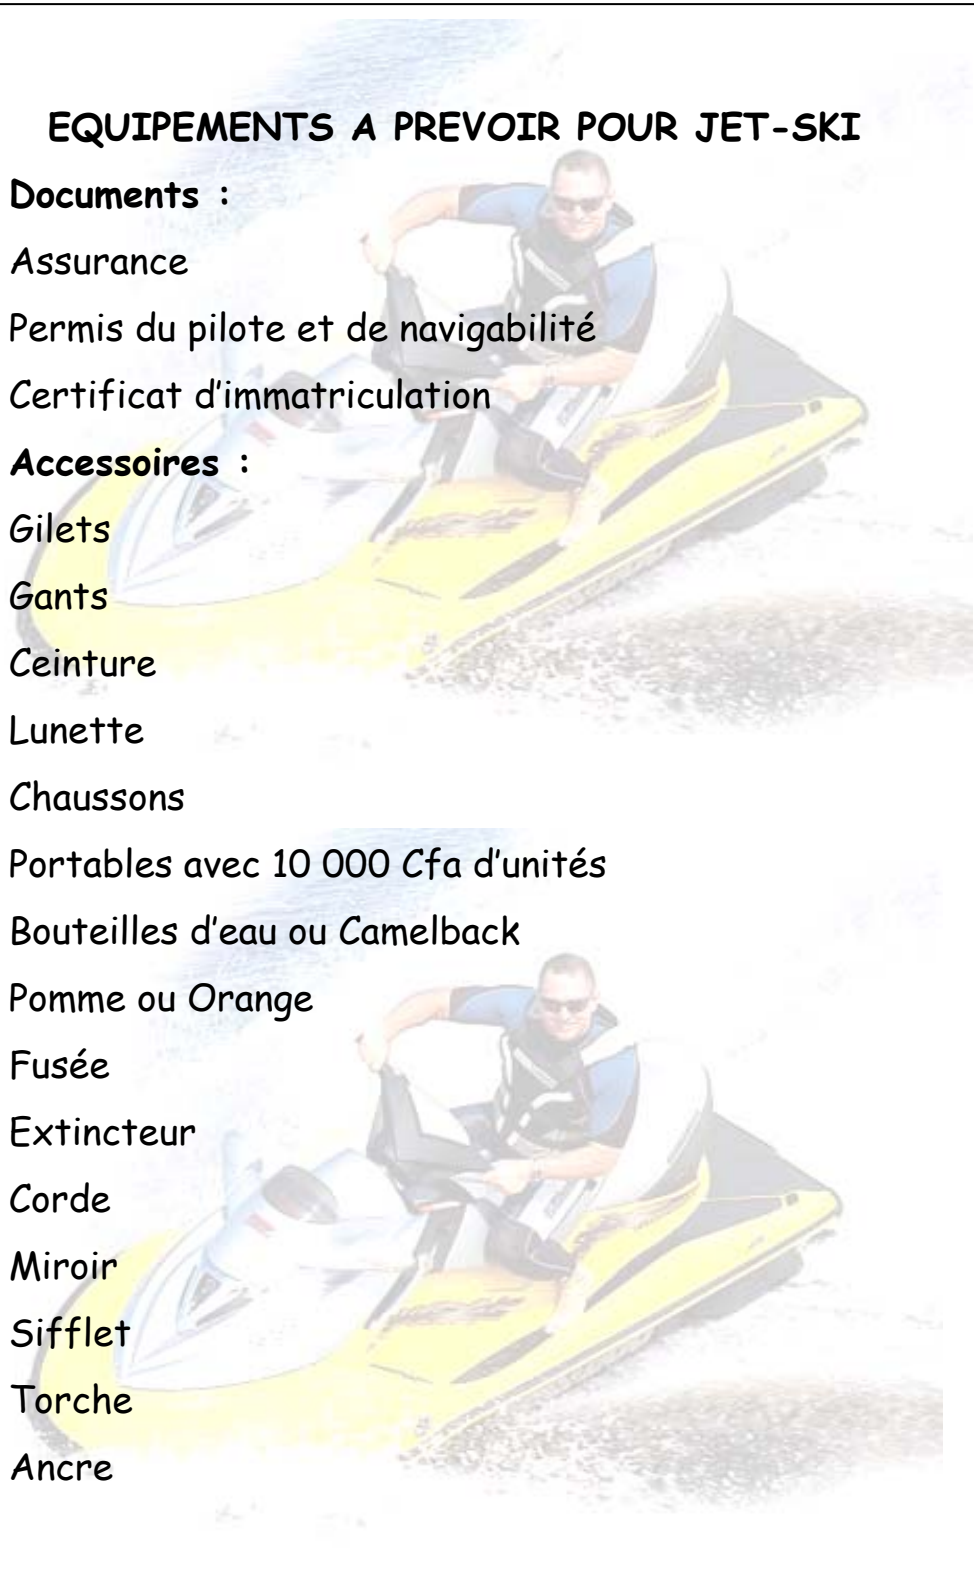 EQUIPEMENTS A PREVOIR POUR JET-SKI
Documents :
Assurance
Permis du pilote et de navigabilité
Certificat d’immatriculation
Accessoires :
Gilets
Gants
Ceinture
Lunette
Chaussons
Portables avec 10 000 Cfa d’unités
Bouteilles d’eau ou Camelback
Pomme ou Orange
Fusée
Extincteur
Corde
Miroir
Sifflet
Torche
Ancre